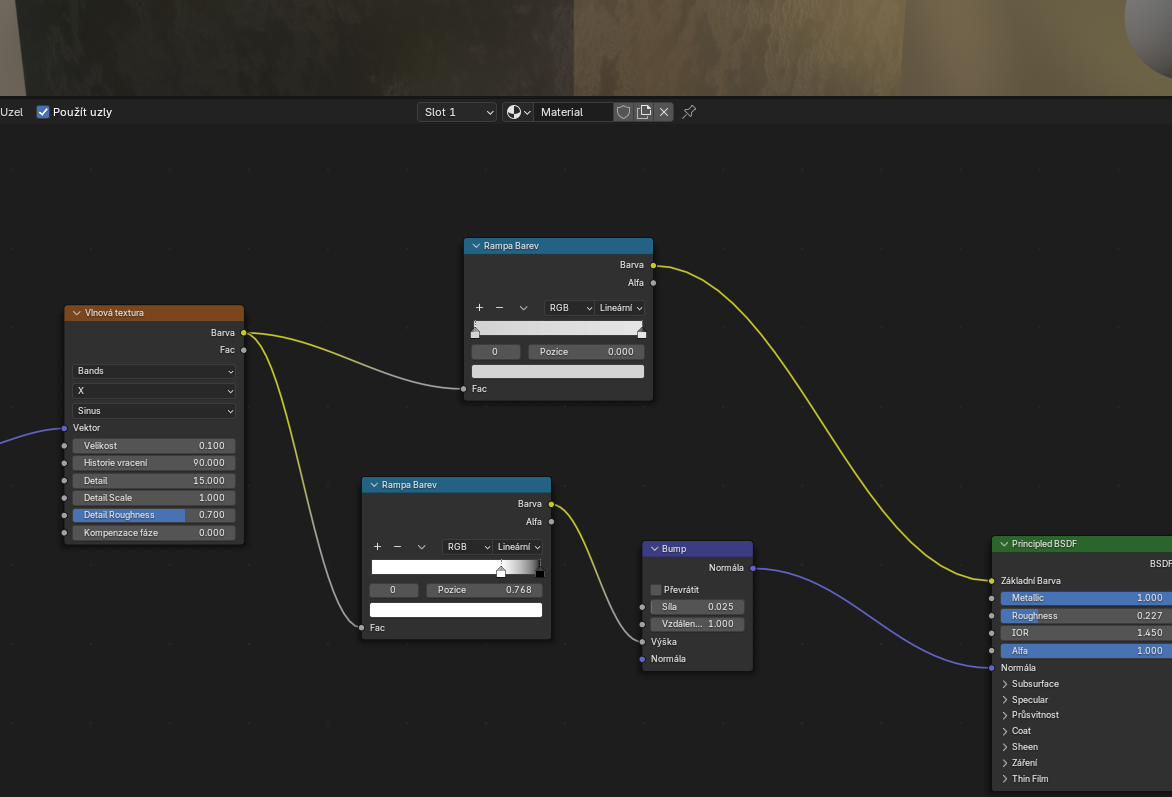 Uzel
Použít uzly
Slot 1
Material
Rampa Barev
Barva
Alfa
RGB
Lineární
0
Pozice 0.000
Fac
Vlnová textura
Barva
Fac
Bands
X
Sinus
Vektor
Velikost 0.100
Historie vracení 90.000
Detail 15.000
Detail Scale 1.000
Detail Roughness 0.700
Kompenzace fáze 0.000
Rampa Barev
Barva
Alfa
RGB
Lineární
0
Pozice 0.768
Fac
Bump
Normála
Převrátit
Síla 0.025
Vzdálen... 1.000
Výška
Normála
Principled BSDF
BSDF
Základní Barva
Metallic 1.000
Roughness 0.227
IOR 1.450
Alfa 1.000
Normála
Subsurface
Specular
Průsvitnost
Coat
Sheen
Záření
Thin Film